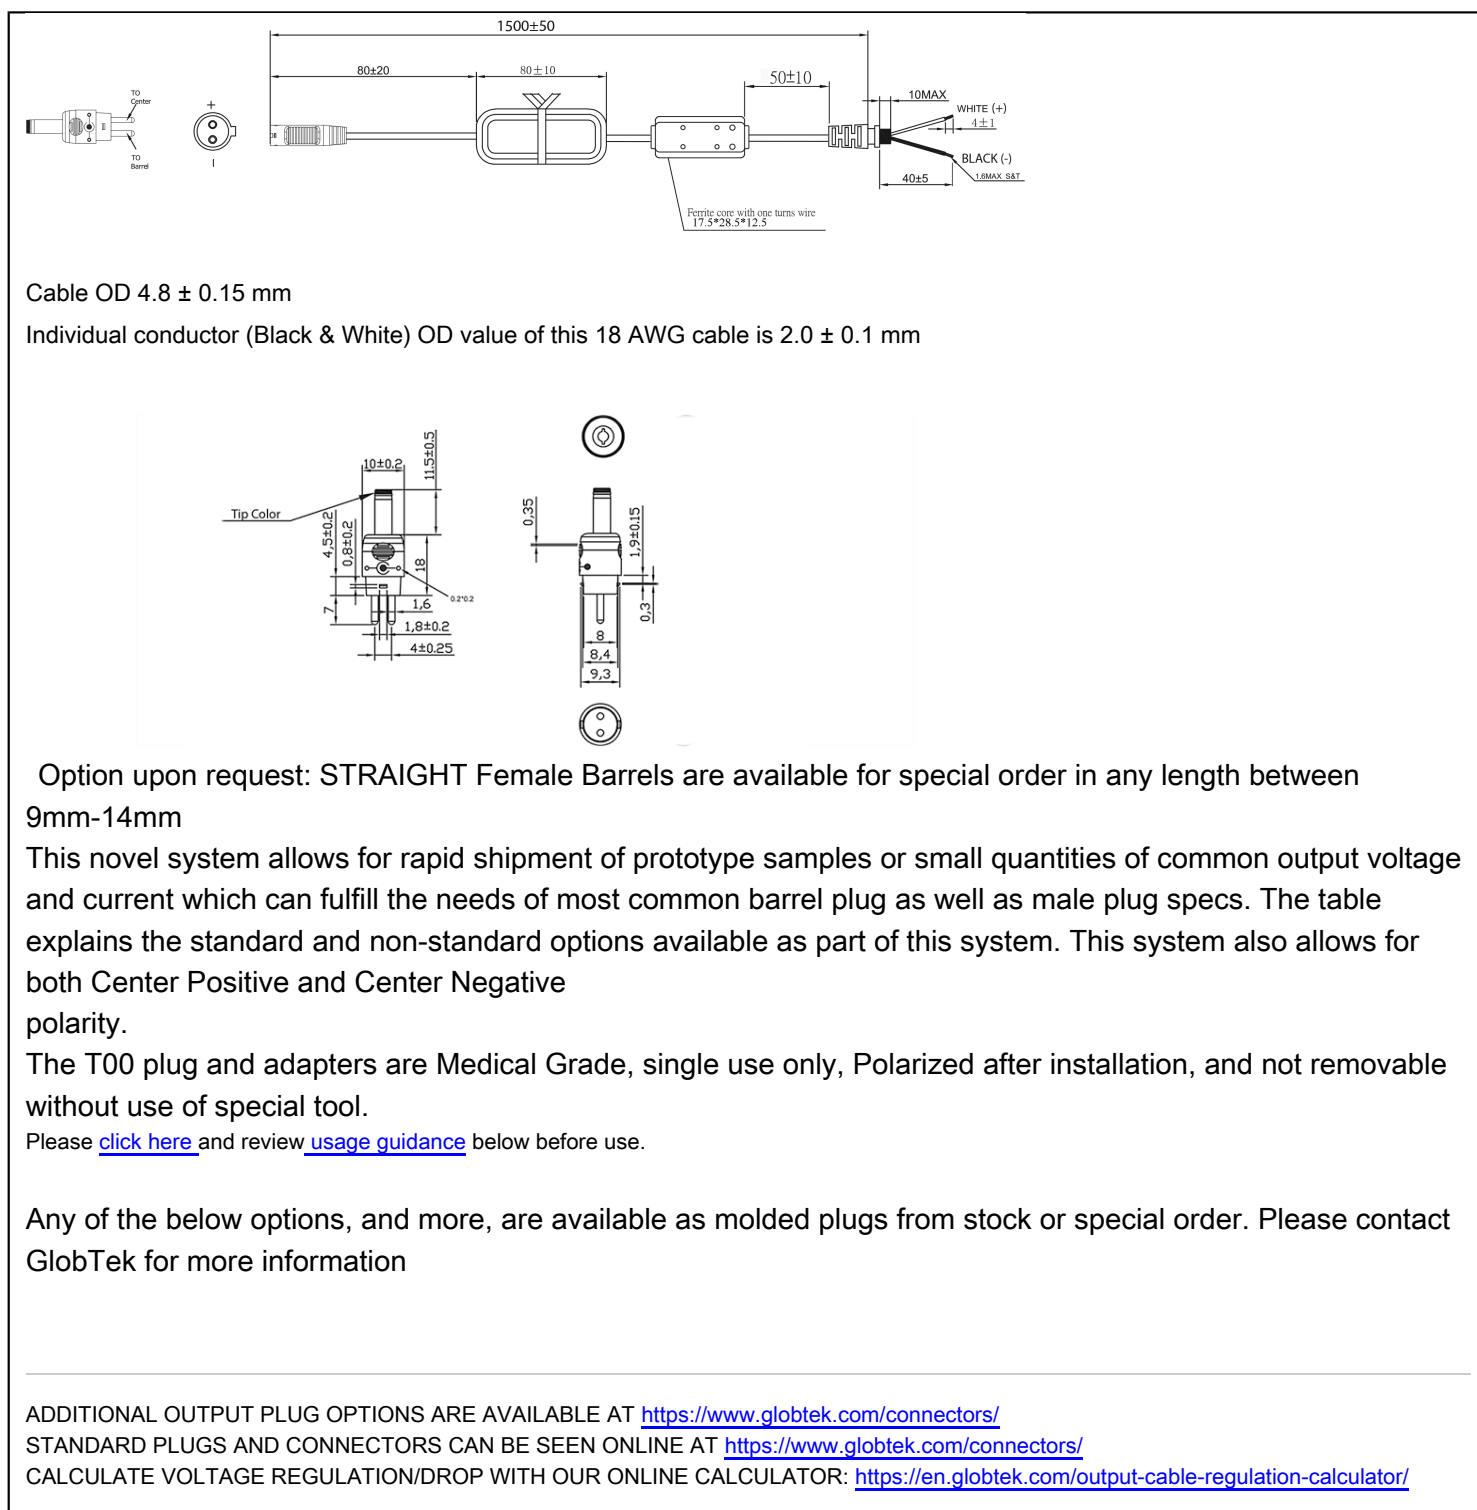 1500±50
80±20
80±10
50±10
10MAX
WHITE (+)
4±1
BLACK (-)
1.6MAX S&T
40±5
TO
Center
TO
Barrel
+
-
Ferrite core with one turns wire
17.5*28.5*12.5
Cable OD 4.8 ± 0.15 mm
Individual conductor (Black & White) OD value of this 18 AWG cable is 2.0 ± 0.1 mm
10±0.2
11.5±0.5
Tip Color
4,5±0.2
0,8±0.2
18
7
0.2*0.2
1,6
1,8±0.2
4±0.25
0,35
1,9±0.15
0,3
8
8,4
9,3
Option upon request: STRAIGHT Female Barrels are available for special order in any length between
9mm-14mm
This novel system allows for rapid shipment of prototype samples or small quantities of common output voltage
and current which can fulfill the needs of most common barrel plug as well as male plug specs. The table
explains the standard and non-standard options available as part of this system. This system also allows for
both Center Positive and Center Negative
polarity.
The T00 plug and adapters are Medical Grade, single use only, Polarized after installation, and not removable
without use of special tool.
Please click here and review usage guidance below before use.
Any of the below options, and more, are available as molded plugs from stock or special order. Please contact
GlobTek for more information
ADDITIONAL OUTPUT PLUG OPTIONS ARE AVAILABLE AT https://www.globtek.com/connectors/
STANDARD PLUGS AND CONNECTORS CAN BE SEEN ONLINE AT https://www.globtek.com/connectors/
CALCULATE VOLTAGE REGULATION/DROP WITH OUR ONLINE CALCULATOR: https://en.globtek.com/output-cable-regulation-calculator/